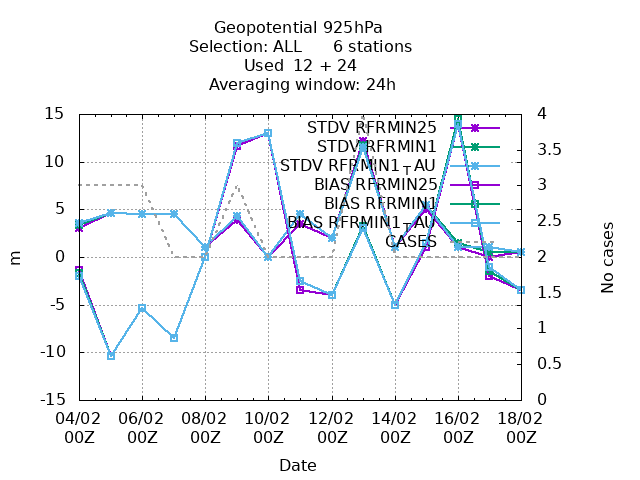 Geopotential 925hPa
Selection: ALL      6 stations
Used  12 + 24
Averaging window: 24h
STDV RFRMIN25
STDV RFRMIN1
STDV RFRMIN1_AU
BIAS RFRMIN25
BIAS RFRMIN1
BIAS RFRMIN1_AU
CASES
15
10
5
0
-5
-10
-15
m
4
3.5
3
2.5
2
1.5
1
0.5
0
No cases
04/02 06/02 08/02 10/02 12/02 14/02 16/02 18/02
00Z 00Z 00Z 00Z 00Z 00Z 00Z 00Z
Date